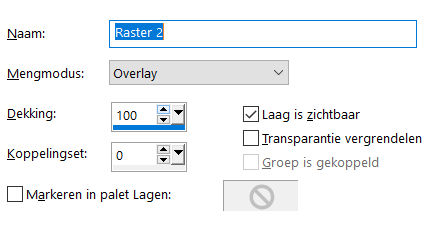 Naam: Raster 2
Mengmodus: Overlay
Dekking: 100
Laag is zichtbaar
Transparantie vergrendelen
Koppelingset: 0
Groep is gekoppeld
Markeren in palet Lagen: